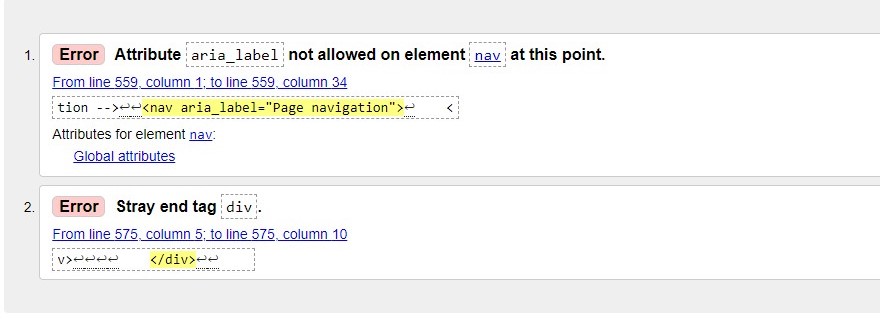 1. Error Attribute aria_label not allowed on element nav at this point.
From line 559, column 1; to line 559, column 34
tion -->↩↩<nav aria_label="Page navigation">↩    <
Attributes for element nav:
Global attributes
2. Error Stray end tag div.
From line 575, column 5; to line 575, column 10
v>↩↩↩↩    </div>↩↩